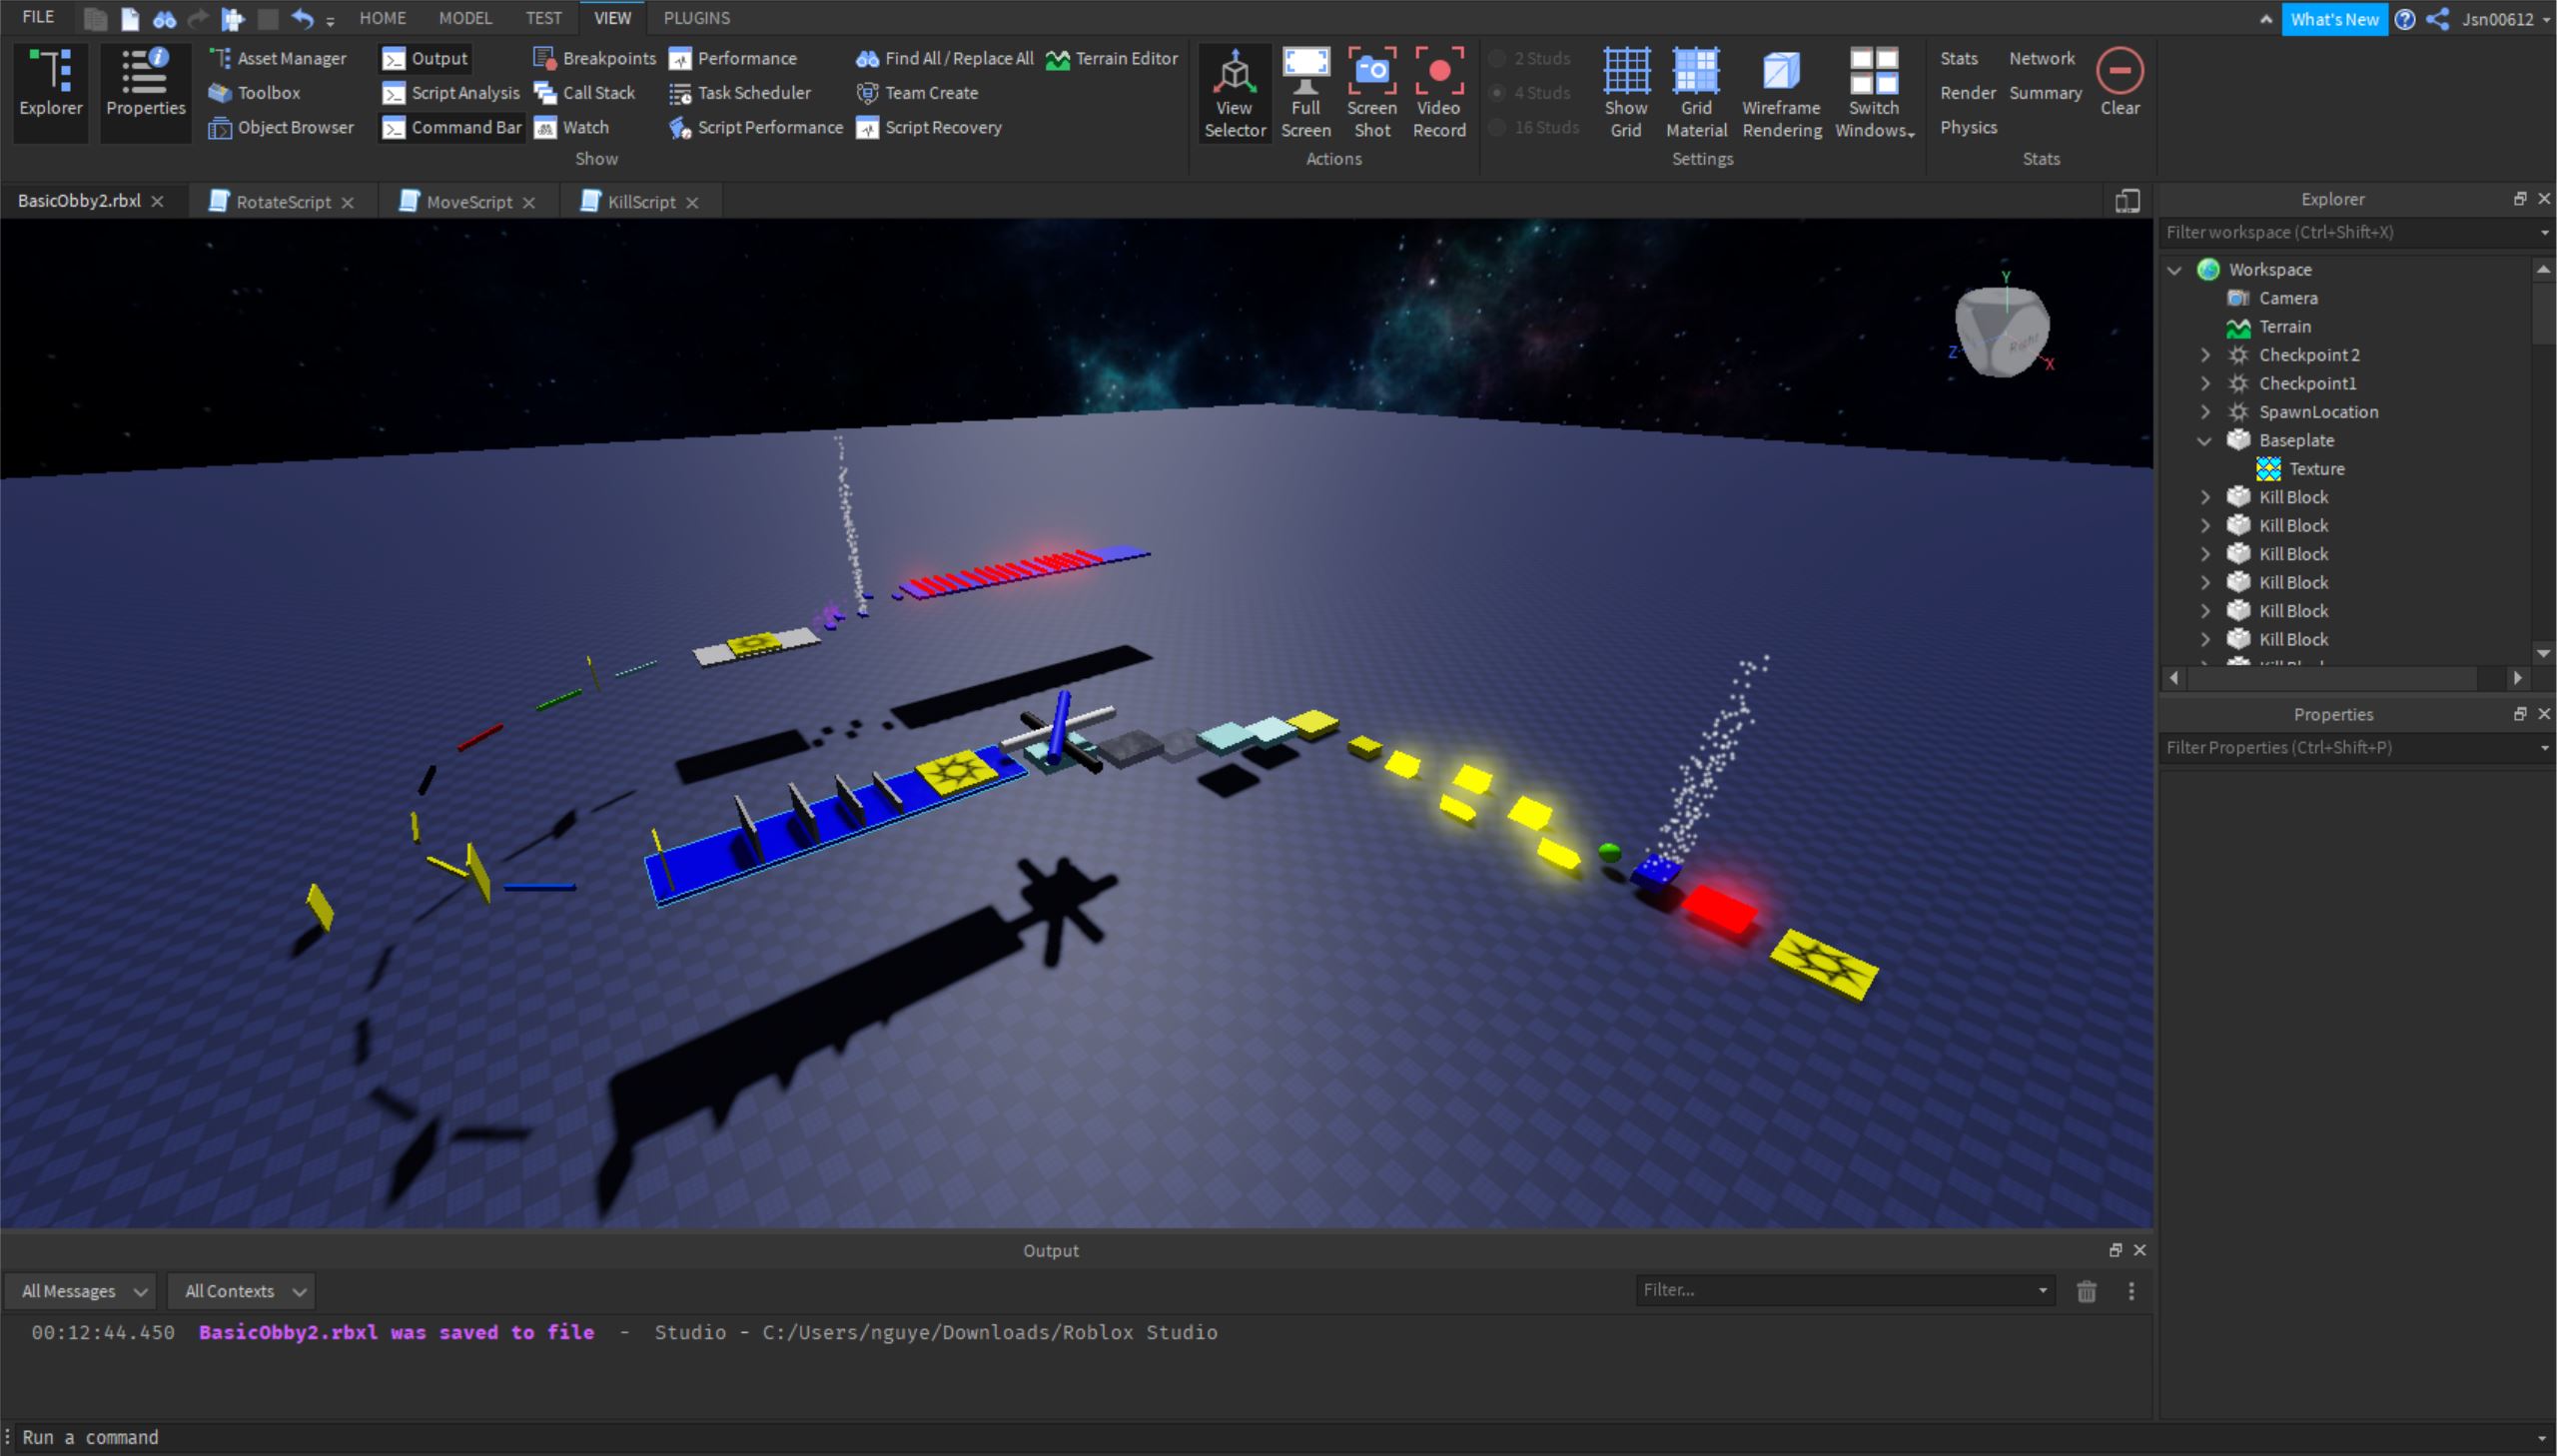 FILE HOME MODEL TEST VIEW PLUGINS What's New Jsn00612
Explorer
Properties
Asset Manager
Toolbox
Object Browser
Output
Script Analysis
Command Bar
Breakpoints
Call Stack
Watch
Performance
Task Scheduler
Script Performance
Find All / Replace All
Team Create
Script Recovery
Terrain Editor
Show
View
Selector
Full
Screen
Screen
Shot
Video
Record
Actions
2 Studs
4 Studs
16 Studs
Show
Grid
Grid
Material
Wireframe
Rendering
Switch
Windows
Settings
Stats
Render
Physics
Network
Summary
Clear
Stats
BasicObby2.rbxl RotateScript MoveScript KillScript
Y
Z
Right
X
Explorer
Filter workspace (Ctrl+Shift+X)
Workspace
Camera
Terrain
Checkpoint 2
Checkpoint1
SpawnLocation
Baseplate
Texture
Kill Block
Kill Block
Kill Block
Kill Block
Kill Block
Kill Block
Properties
Filter Properties (Ctrl+Shift+P)
Output
All Messages All Contexts Filter...
00:12:44.450 BasicObby2.rbxl was saved to file - Studio - C:/Users/nguye/Downloads/Roblox Studio
Run a command